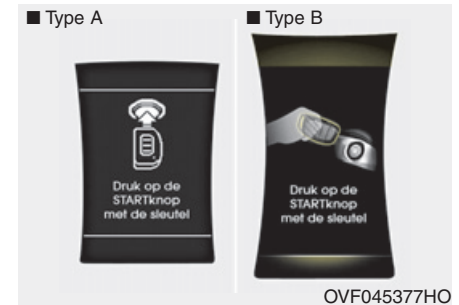 ■ Type A
■ Type B
Druk op de
STARTknop
met de sleutel
Druk op de
STARTknop
met de sleutel
OVF045377HO